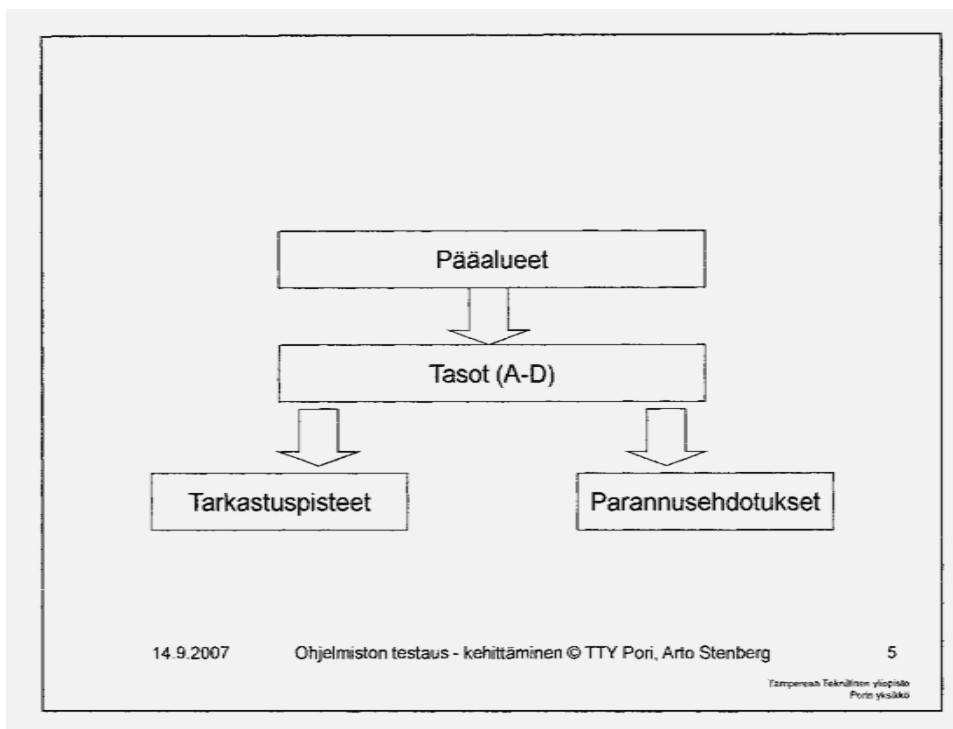 Pääalueet
Tasot (A-D)
Tarkastuspisteet
Parannusehdotukset
14.9.2007 Ohjelmiston testaus - kehittäminen © TTY Pori, Arto Stenberg 5
Tampereen Teknillinen yliopisto
Porin yksikkö